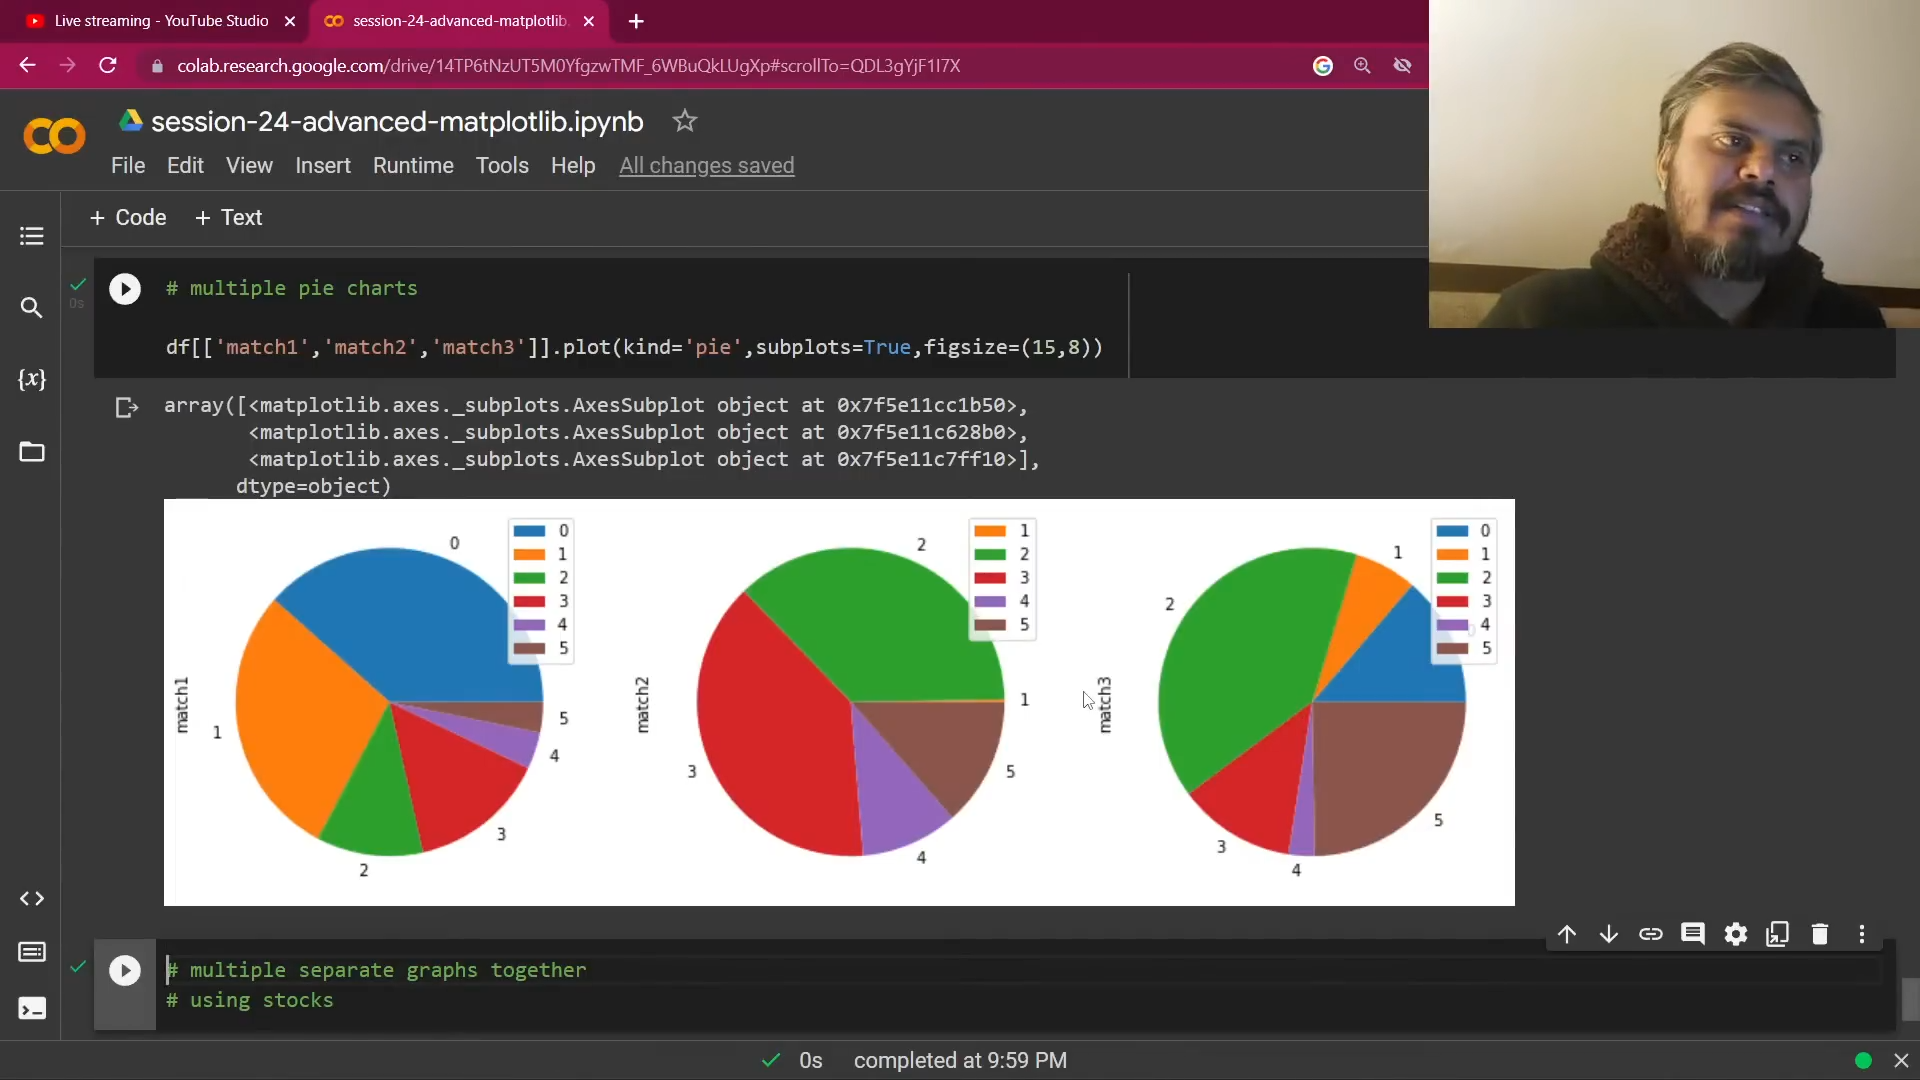 Live streaming - YouTube Studio
session-24-advanced-matplotlib.
colab.research.google.com/drive/14TP6tNzUT5M0YfgzwTMF_6WBuQkLUgXp#scrollTo=QDL3gYjF1I7X
session-24-advanced-matplotlib.ipynb
File Edit View Insert Runtime Tools Help All changes saved
+ Code + Text
0s
# multiple pie charts
df[['match1','match2','match3']].plot(kind='pie',subplots=True,figsize=(15,8))
array([<matplotlib.axes._subplots.AxesSubplot object at 0x7f5e11cc1b50>,
<matplotlib.axes._subplots.AxesSubplot object at 0x7f5e11c628b0>,
<matplotlib.axes._subplots.AxesSubplot object at 0x7f5e11c7ff10>],
dtype=object)
match1
0
1
2
3
4
5
0
1
2
3
4
5
match2
1
2
3
4
5
1
2
3
4
5
match3
0
1
2
3
4
5
0
1
2
3
4
5
# multiple separate graphs together
# using stocks
0s completed at 9:59 PM